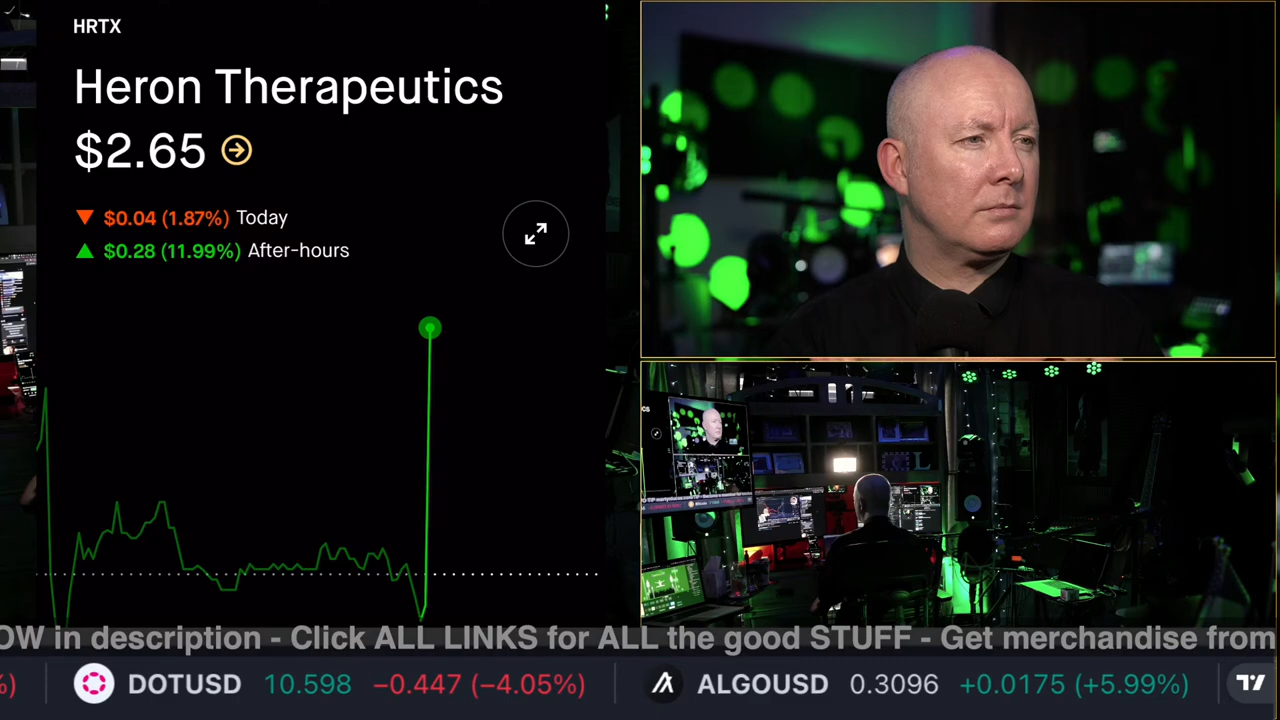 HRTX
Heron Therapeutics
$2.65
$0.04 (1.87%) Today
$0.28 (11.99%) After-hours
OW in description - Click ALL LINKS for ALL the good STUFF - Get merchandise from
%) DOTUSD 10.598 −0.447 (−4.05%) ALGOUSD 0.3096 +0.0175 (+5.99%)